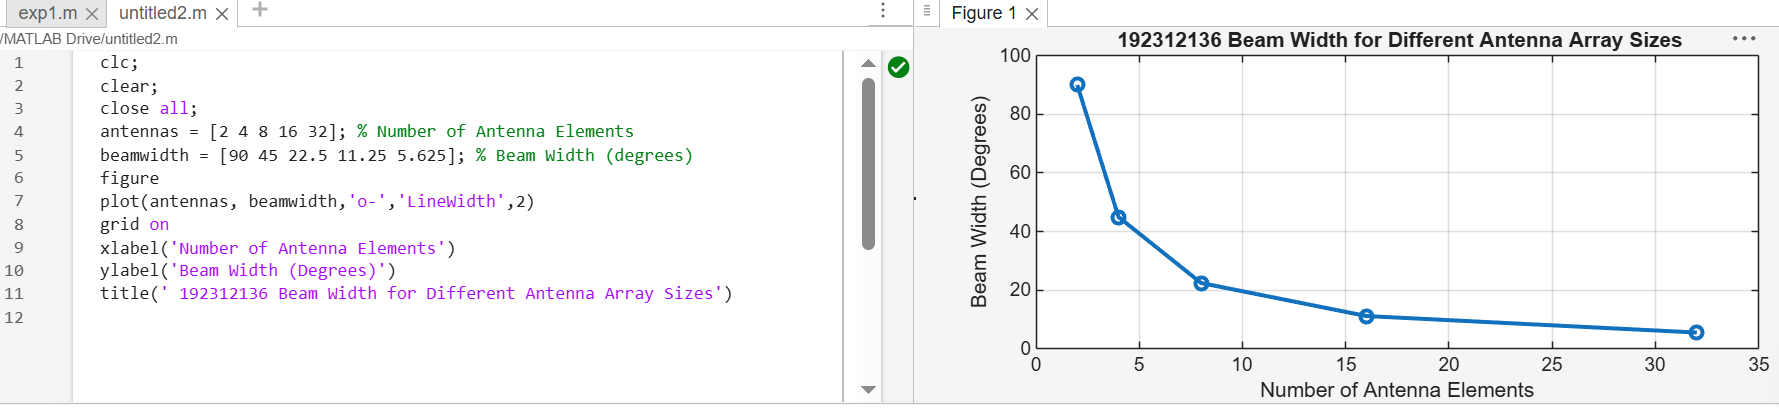 exp1.m
untitled2.m
/MATLAB Drive/untitled2.m
1 clc;
2 clear;
3 close all;
4 antennas = [2 4 8 16 32]; % Number of Antenna Elements
5 beamwidth = [90 45 22.5 11.25 5.625]; % Beam Width (degrees)
6 figure
7 plot(antennas, beamwidth,'o-','LineWidth',2)
8 grid on
9 xlabel('Number of Antenna Elements')
10 ylabel('Beam Width (Degrees)')
11 title(' 192312136 Beam Width for Different Antenna Array Sizes')
12
Figure 1
192312136 Beam Width for Different Antenna Array Sizes
Beam Width (Degrees)
100
80
60
40
20
0
0 5 10 15 20 25 30 35
Number of Antenna Elements